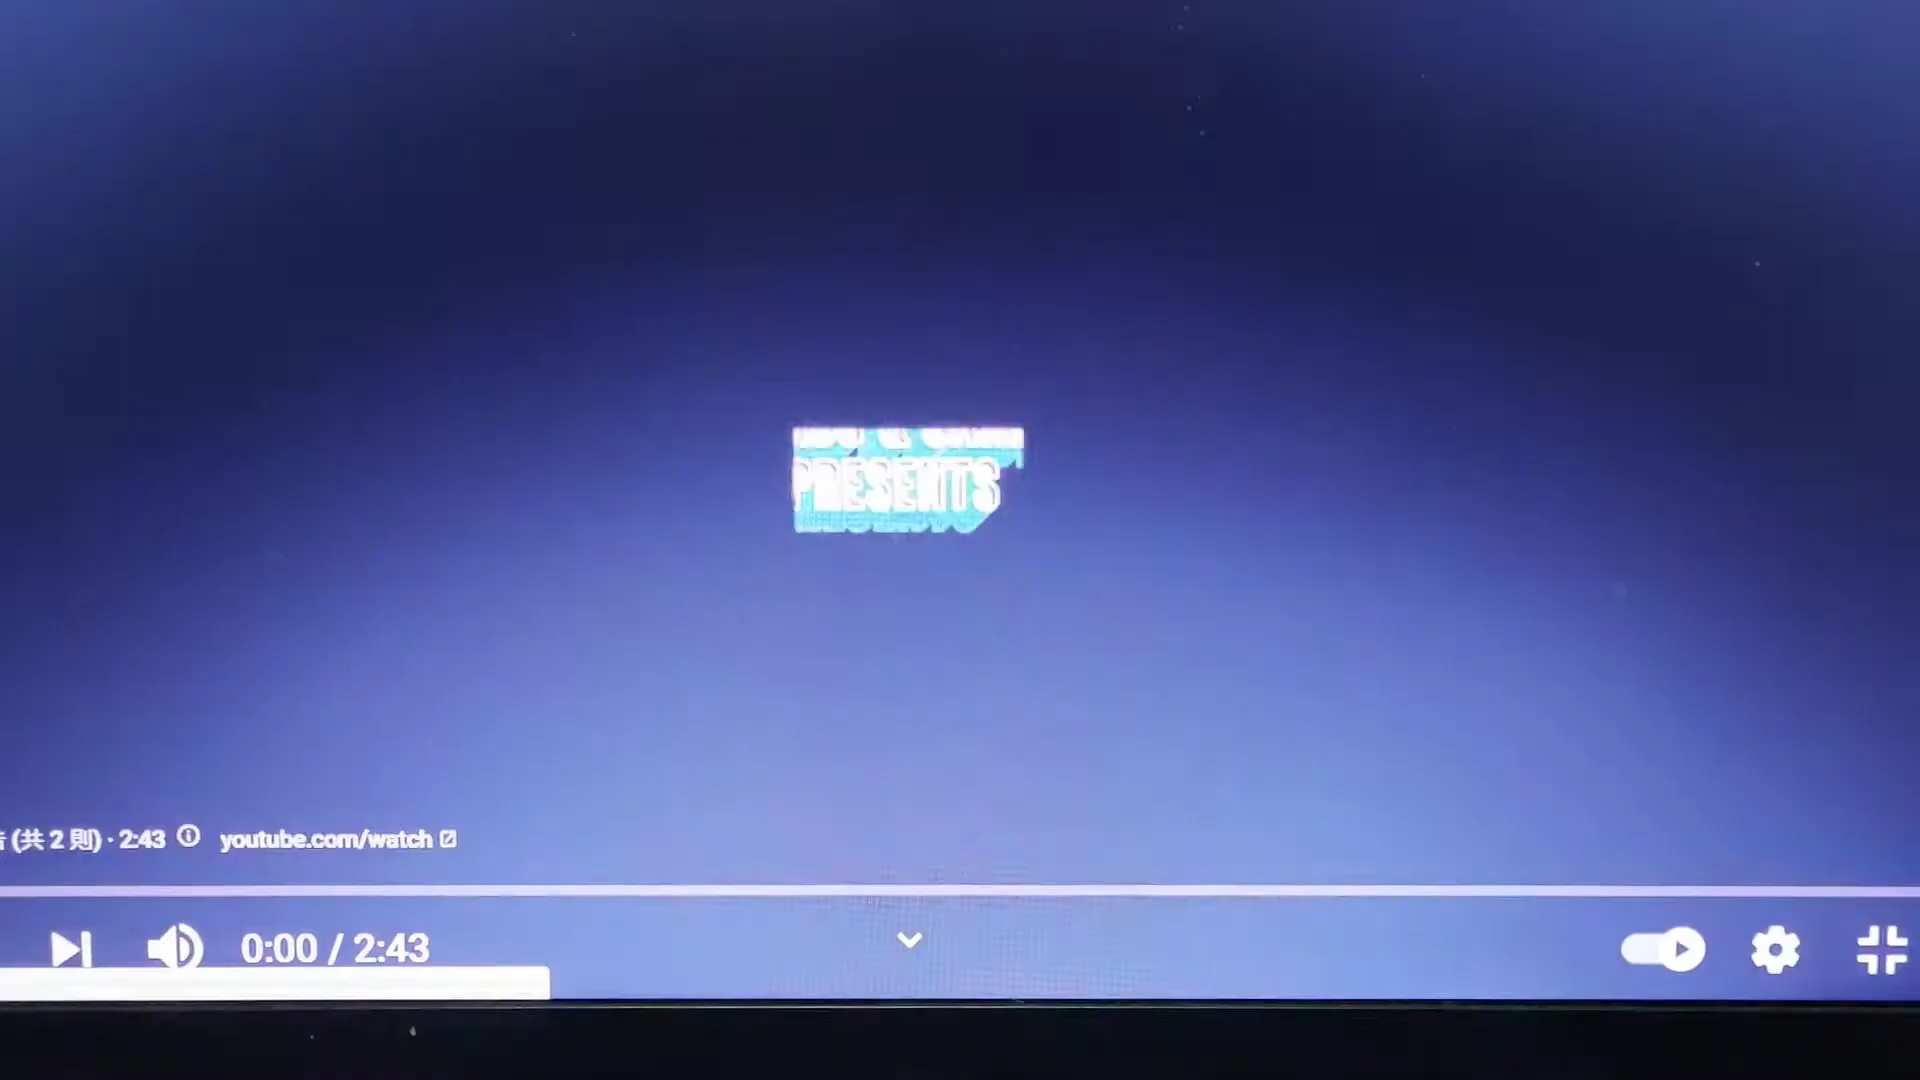 PRESENTS
(共 2 則) · 2:43 youtube.com/watch
0:00 / 2:43